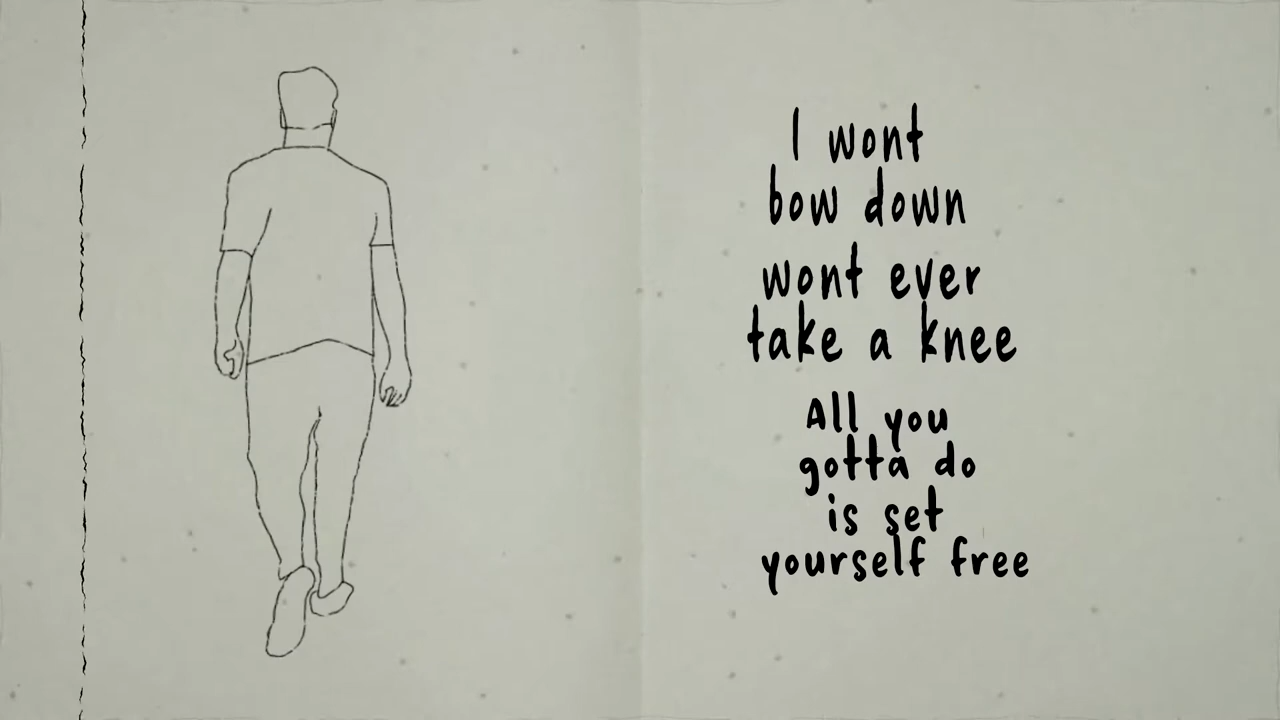 I wont
bow down
wont ever
take a knee
All you
gotta do
is set
yourself free